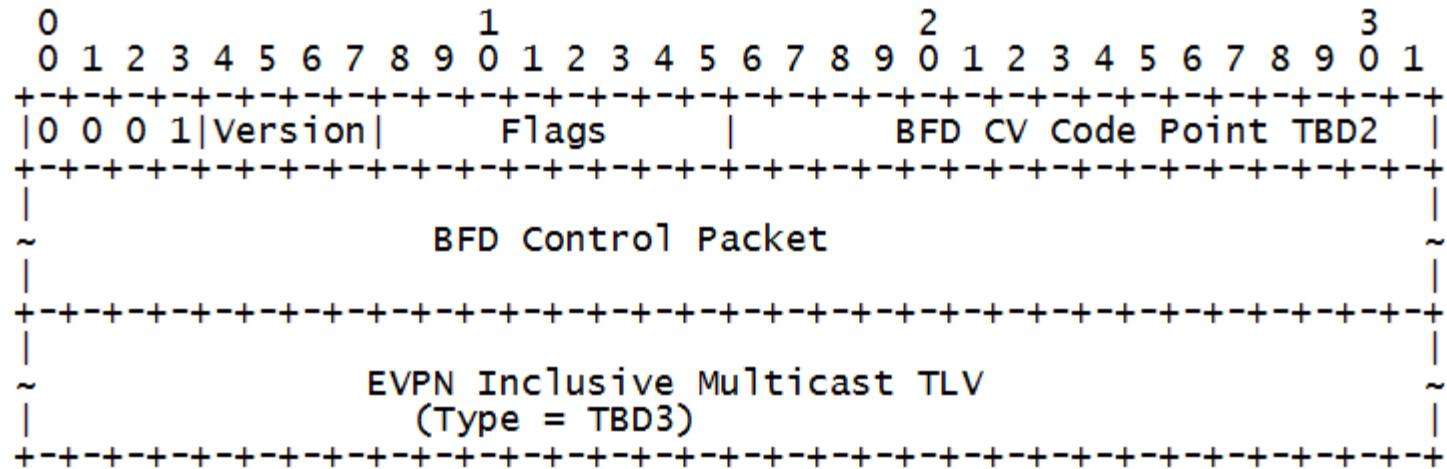 0                   1                   2                   3
 0 1 2 3 4 5 6 7 8 9 0 1 2 3 4 5 6 7 8 9 0 1 2 3 4 5 6 7 8 9 0 1
+-+-+-+-+-+-+-+-+-+-+-+-+-+-+-+-+-+-+-+-+-+-+-+-+-+-+-+-+-+-+-+-+
|0 0 0 1|Version|     Flags     |       BFD CV Code Point TBD2  |
+-+-+-+-+-+-+-+-+-+-+-+-+-+-+-+-+-+-+-+-+-+-+-+-+-+-+-+-+-+-+-+-+
|                                                               |
~                  BFD Control Packet                           ~
|                                                               |
+-+-+-+-+-+-+-+-+-+-+-+-+-+-+-+-+-+-+-+-+-+-+-+-+-+-+-+-+-+-+-+-+
|                                                               |
~               EVPN Inclusive Multicast TLV                    ~
|                 (Type = TBD3)                                 |
+-+-+-+-+-+-+-+-+-+-+-+-+-+-+-+-+-+-+-+-+-+-+-+-+-+-+-+-+-+-+-+-+